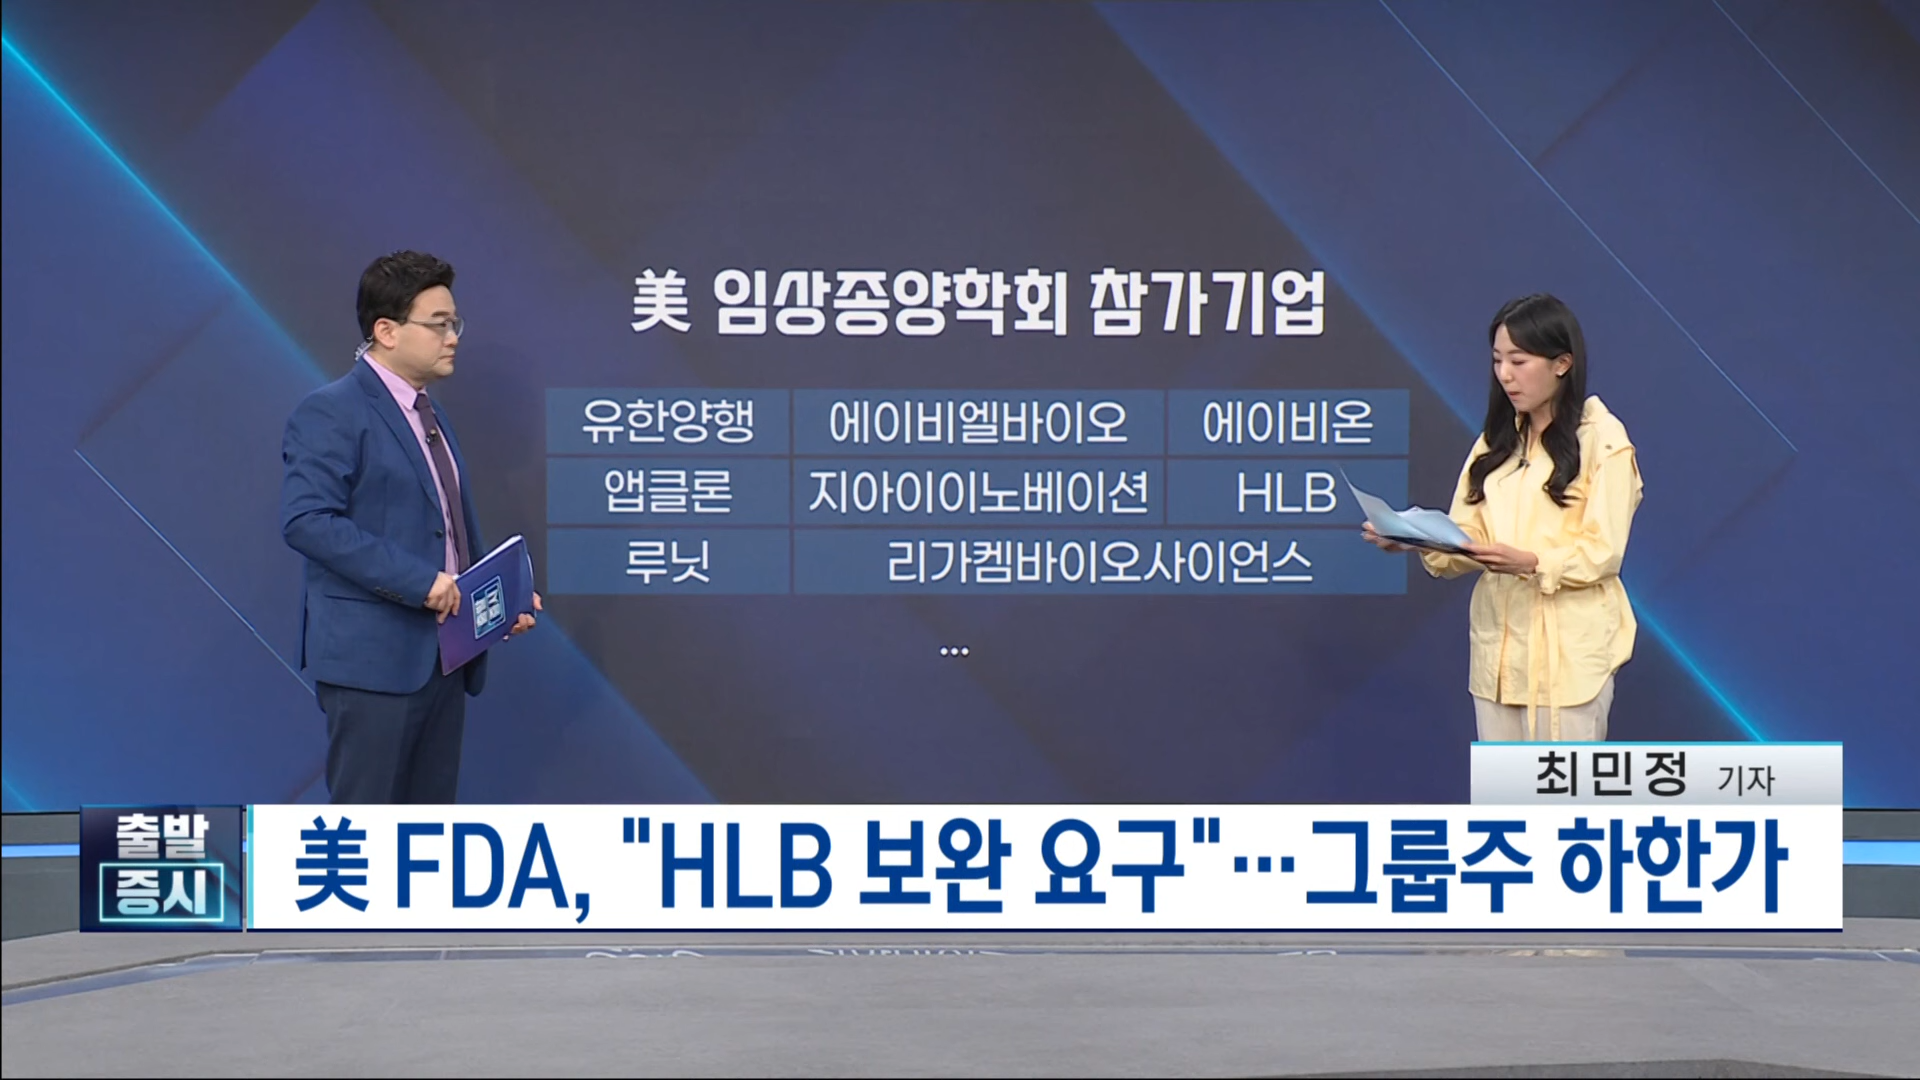 美 임상종양학회 참가기업
유한양행 에이비엘바이오 에이비온
앱클론 지아이이노베이션 HLB
루닛 리가켐바이오사이언스
...
최민정 기자
출발
증시
美 FDA, "HLB 보완 요구"…그룹주 하한가